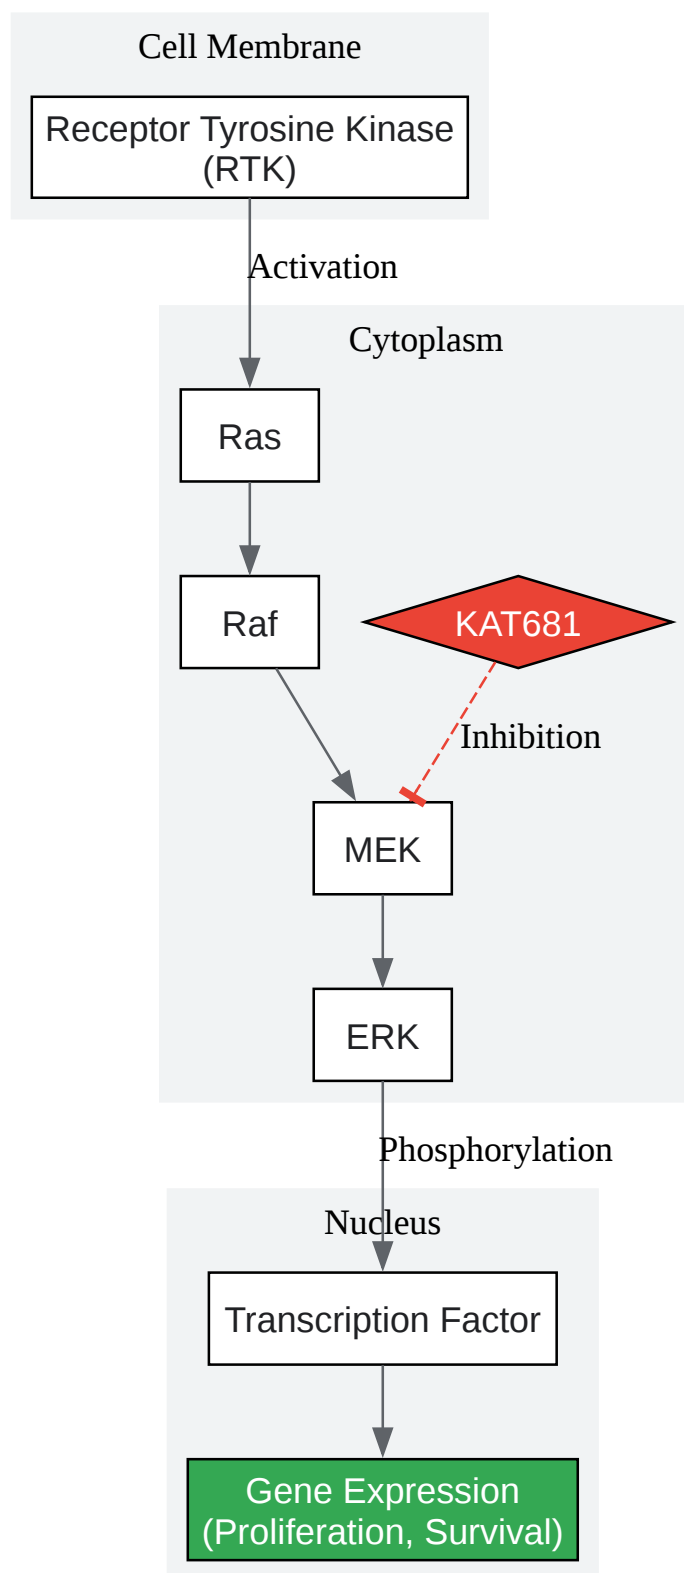 Cell Membrane
Receptor Tyrosine Kinase
(RTK)
Activation
Cytoplasm
Ras
Raf
KAT681
Inhibition
MEK
ERK
Phosphorylation
Nucleus
Transcription Factor
Gene Expression
(Proliferation, Survival)